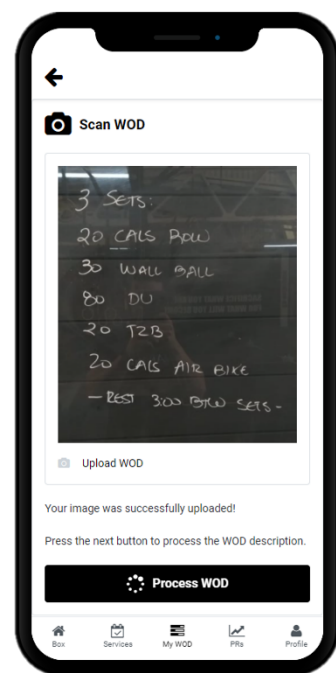 Scan WOD
3 SETS:
20 CALS ROW
30 WALL BALL
80 DU
20 T2B
20 CALS AIR BIKE
- REST 3:00 BTW SETS -
Upload WOD
Your image was successfully uploaded!
Press the next button to process the WOD description.
Process WOD
Box
Services
My WOD
PRs
Profile